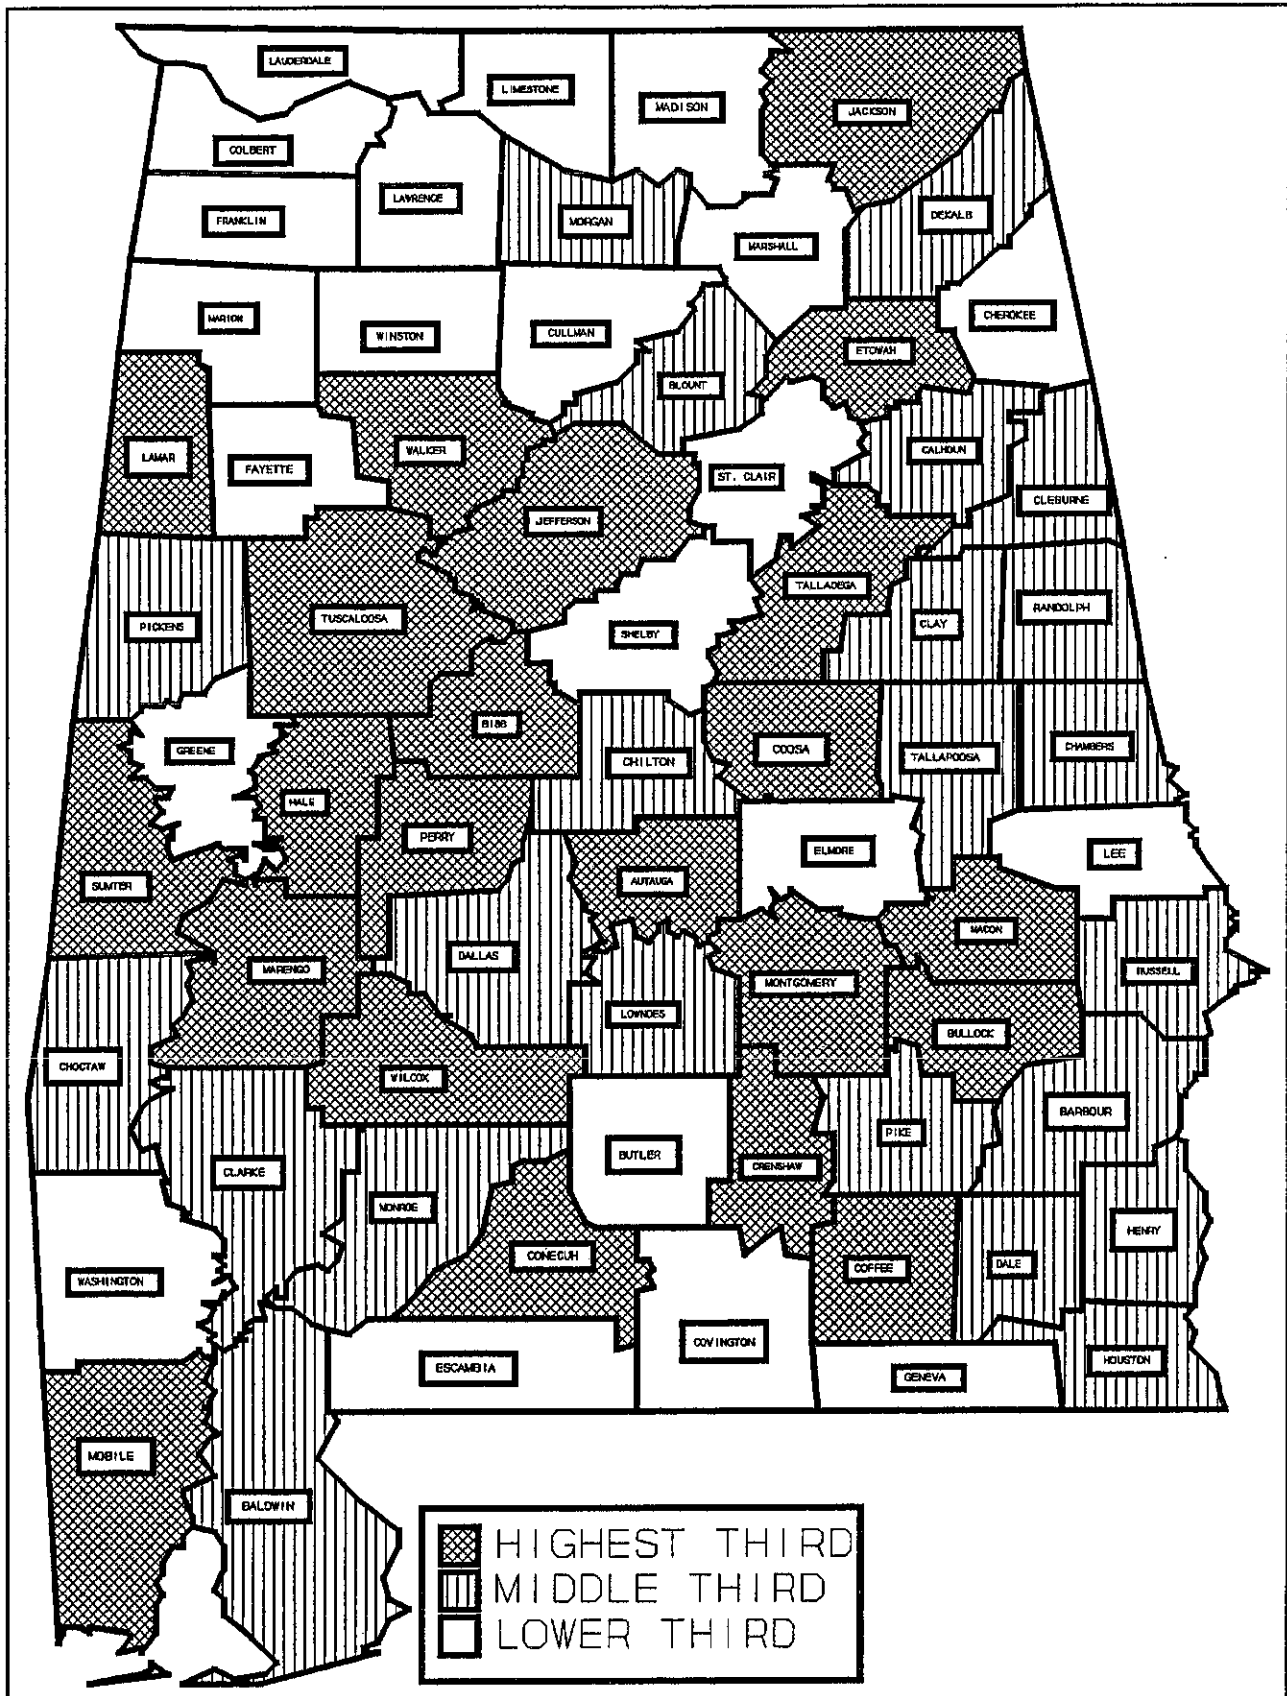 LAUDERDALE
LIMESTONE
MADISON
JACKSON
COLBERT
LAWRENCE
FRANKLIN
MORGAN
DEKALB
MARSHALL
MARION
WINSTON
CULLMAN
CHEROKEE
ETOWAH
BLOUNT
LAMAR
WALKER
CALHOUN
FAYETTE
ST. CLAIR
CLEBURNE
JEFFERSON
TALLADEGA
RANDOLPH
PICKENS
TUSCALOOSA
CLAY
SHELBY
BIBB
GREENE
COOSA
CHAMBERS
CHILTON
TALLAPOOSA
HALE
PERRY
ELMORE
LEE
SUMTER
AUTAUGA
MACON
DALLAS
MARENGO
RUSSELL
MONTGOMERY
LOWNDES
BULLOCK
CHOCTAW
WILCOX
BARBOUR
PIKE
BUTLER
CRENSHAW
CLARKE
MONROE
HENRY
CONECUH
COFFEE
DALE
WASHINGTON
COVINGTON
HOUSTON
ESCAMBIA
GENEVA
MOBILE
BALDWIN
HIGHEST THIRD
MIDDLE THIRD
LOWER THIRD